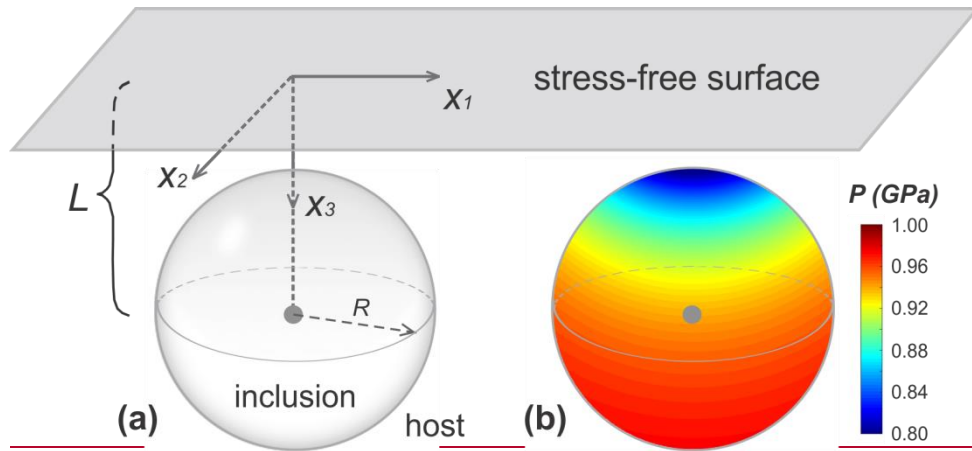 stress-free surface
x₁
x₂
L
x₃
R
inclusion
(a)
host
(b)
P (GPa)
1.00
0.96
0.92
0.88
0.84
0.80